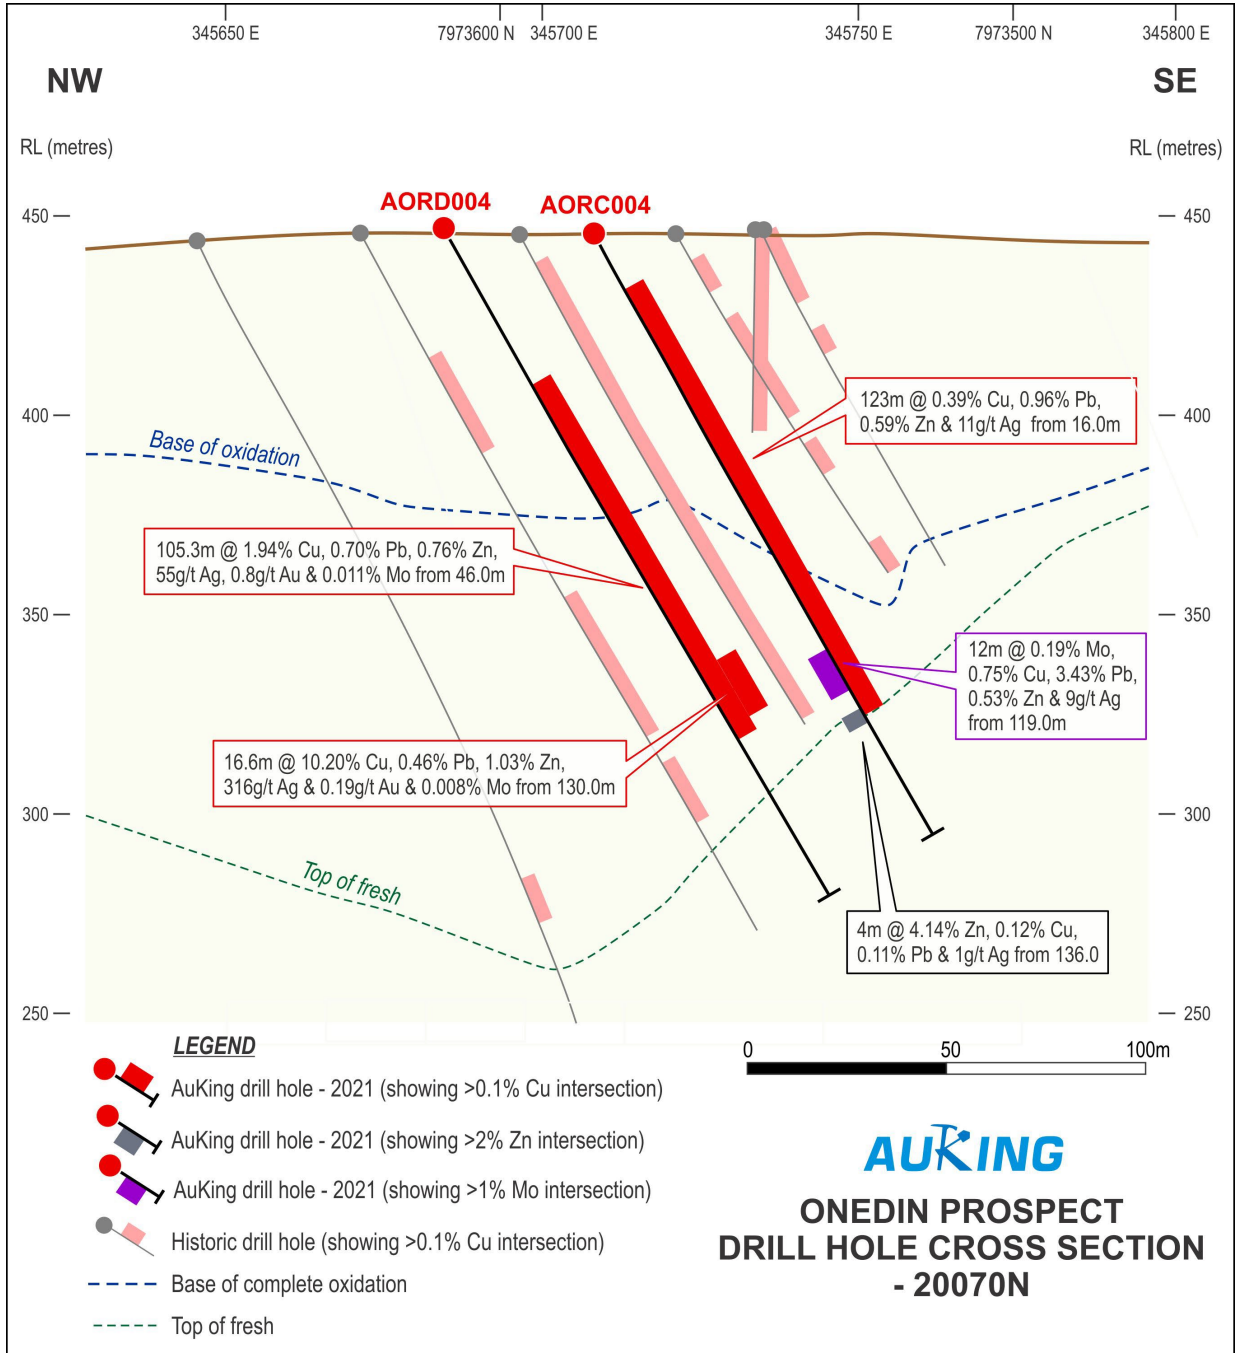 345650 E
7973600 N
345700 E
345750 E
7973500 N
345800 E
NW
SE
RL (metres)
RL (metres)
AORD004
AORC004
450
450
400
400
350
350
300
300
250
250
123m @ 0.39% Cu, 0.96% Pb,
0.59% Zn & 11g/t Ag from 16.0m
Base of oxidation
105.3m @ 1.94% Cu, 0.70% Pb, 0.76% Zn,
55g/t Ag, 0.8g/t Au & 0.011% Mo from 46.0m
12m @ 0.19% Mo,
0.75% Cu, 3.43% Pb,
0.53% Zn & 9g/t Ag
from 119.0m
16.6m @ 10.20% Cu, 0.46% Pb, 1.03% Zn,
316g/t Ag & 0.19g/t Au & 0.008% Mo from 130.0m
Top of fresh
4m @ 4.14% Zn, 0.12% Cu,
0.11% Pb & 1g/t Ag from 136.0
LEGEND
AuKing drill hole - 2021 (showing >0.1% Cu intersection)
AuKing drill hole - 2021 (showing >2% Zn intersection)
AuKing drill hole - 2021 (showing >1% Mo intersection)
Historic drill hole (showing >0.1% Cu intersection)
Base of complete oxidation
Top of fresh
0 50 100m
AUKING
ONEDIN PROSPECT
DRILL HOLE CROSS SECTION
- 20070N